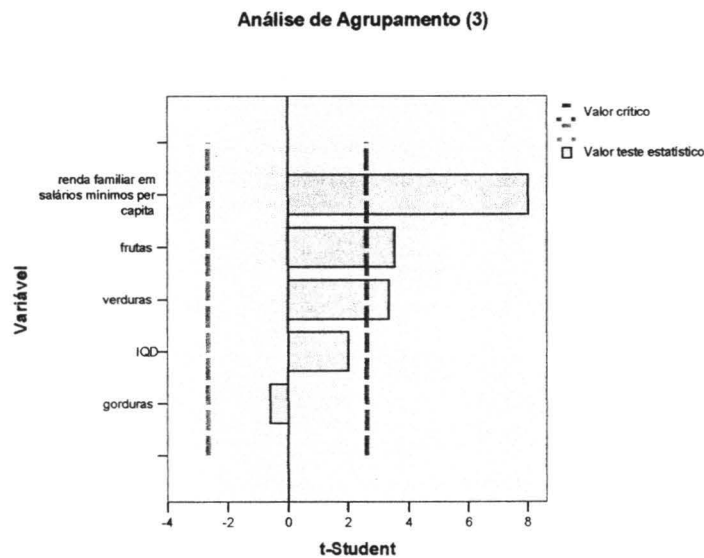 Análise de Agrupamento (3)
Valor crítico
Valor teste estatístico
renda familiar em
salários mínimos per
capita
frutas
verduras
IQD
gorduras
Variável
-4 -2 0 2 4 6 8
t-Student